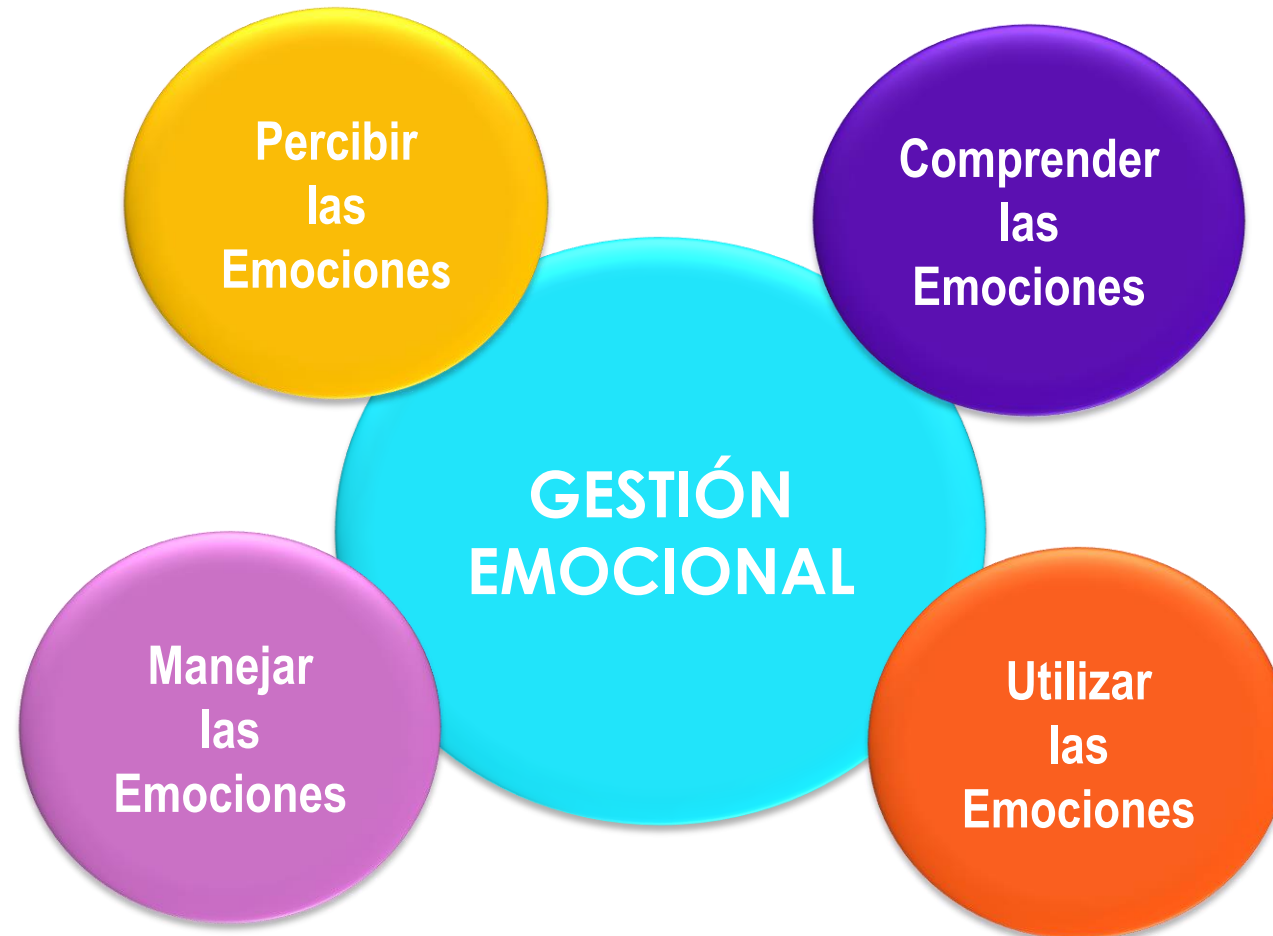 Percibir
las
Emociones
Comprender
las
Emociones
GESTIÓN
EMOCIONAL
Manejar
las
Emociones
Utilizar
las
Emociones